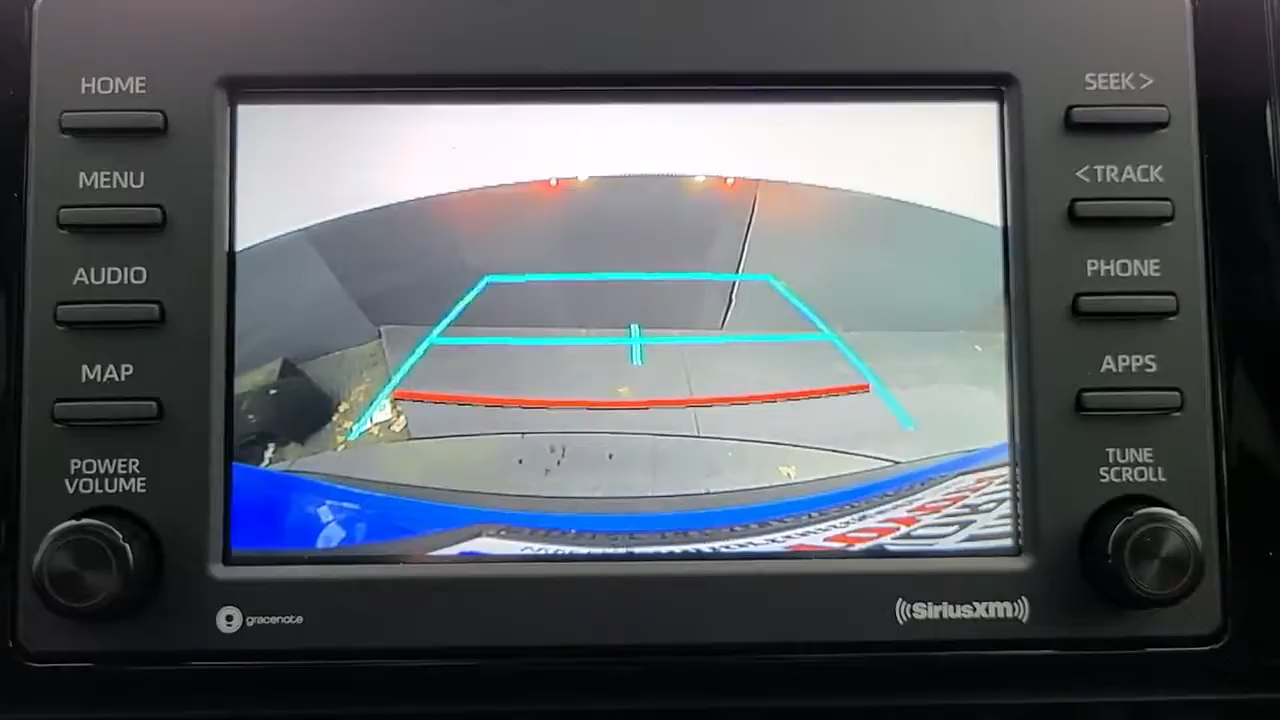 HOME
MENU
AUDIO
MAP
POWER
VOLUME
gracenote
SEEK >
< TRACK
PHONE
APPS
TUNE
SCROLL
((SiriusXM))